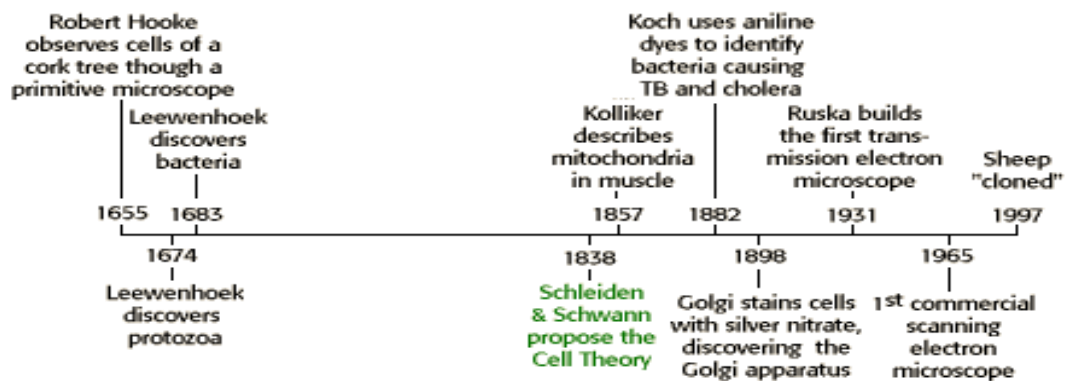 Robert Hooke
observes cells of a
cork tree though a
primitive microscope
Leewenhoek
discovers
bacteria
Koch uses aniline
dyes to identify
bacteria causing
TB and cholera
Kolliker
describes
mitochondria
in muscle
Ruska builds
the first trans-
mission electron
microscope
Sheep
"cloned"
1655 1683 1857 1882 1931 1997
1674 1838 1898 1965
Leewenhoek
discovers
protozoa
Schleiden
& Schwann
propose the
Cell Theory
Golgi stains cells
with silver nitrate,
discovering the
Golgi apparatus
1st commercial
scanning
electron
microscope